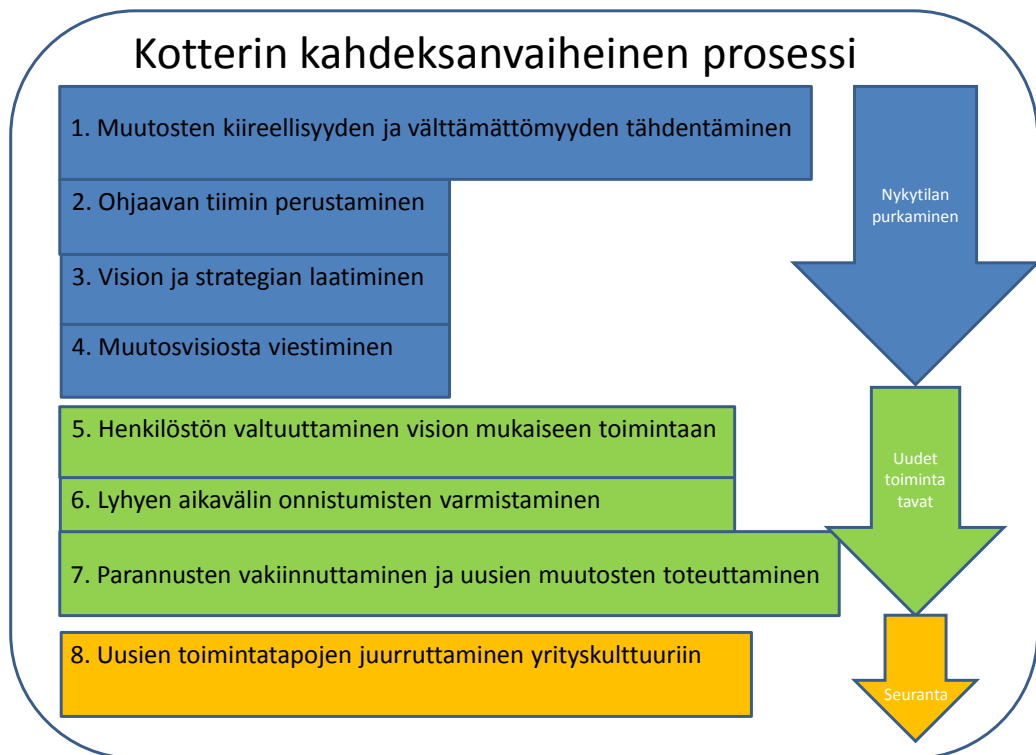 Kotterin kahdeksanvaiheinen prosessi
1. Muutosten kiireellisyyden ja välttämättömyyden tähdentäminen
2. Ohjaavan tiimin perustaminen
3. Vision ja strategian laatiminen
4. Muutosvisiosta viestiminen
Nykytilan
purkaminen
5. Henkilöstön valtuuttaminen vision mukaiseen toimintaan
6. Lyhyen aikavälin onnistumisten varmistaminen
7. Parannusten vakiinnuttaminen ja uusien muutosten toteuttaminen
Uudet
toiminta
tavat
8. Uusien toimintatapojen juurruttaminen yrityskulttuuriin
Seuranta